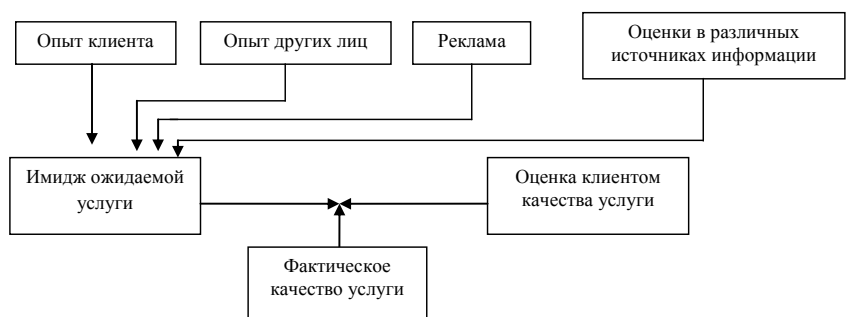 Опыт клиента
Опыт других лиц
Реклама
Оценки в различных
источниках информации
Имидж ожидаемой
услуги
Оценка клиентом
качества услуги
Фактическое
качество услуги